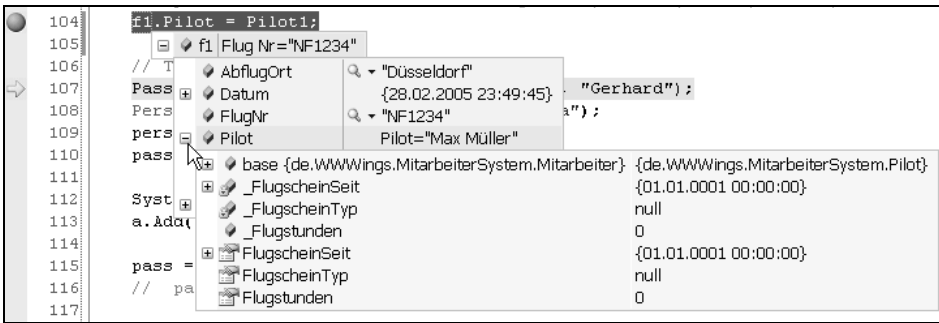 104 f1.Pilot = Pilot1;
105 f1 Flug Nr="NF1234"
106 // T
AbflugOrt "Düsseldorf"
107 Pass "Gerhard");
Datum {28.02.2005 23:49:45}
108 Pers a");
FlugNr "NF1234"
109 pers
Pilot Pilot="Max Müller"
110 pass
base {de.WWWings.MitarbeiterSystem.Mitarbeiter} {de.WWWings.MitarbeiterSystem.Pilot}
111
_FlugscheinSeit {01.01.0001 00:00:00}
112 Syst
_FlugscheinTyp null
113 a.Add(
_Flugstunden 0
114
FlugscheinSeit {01.01.0001 00:00:00}
115 pass =
FlugscheinTyp null
116 // pa
Flugstunden 0
117